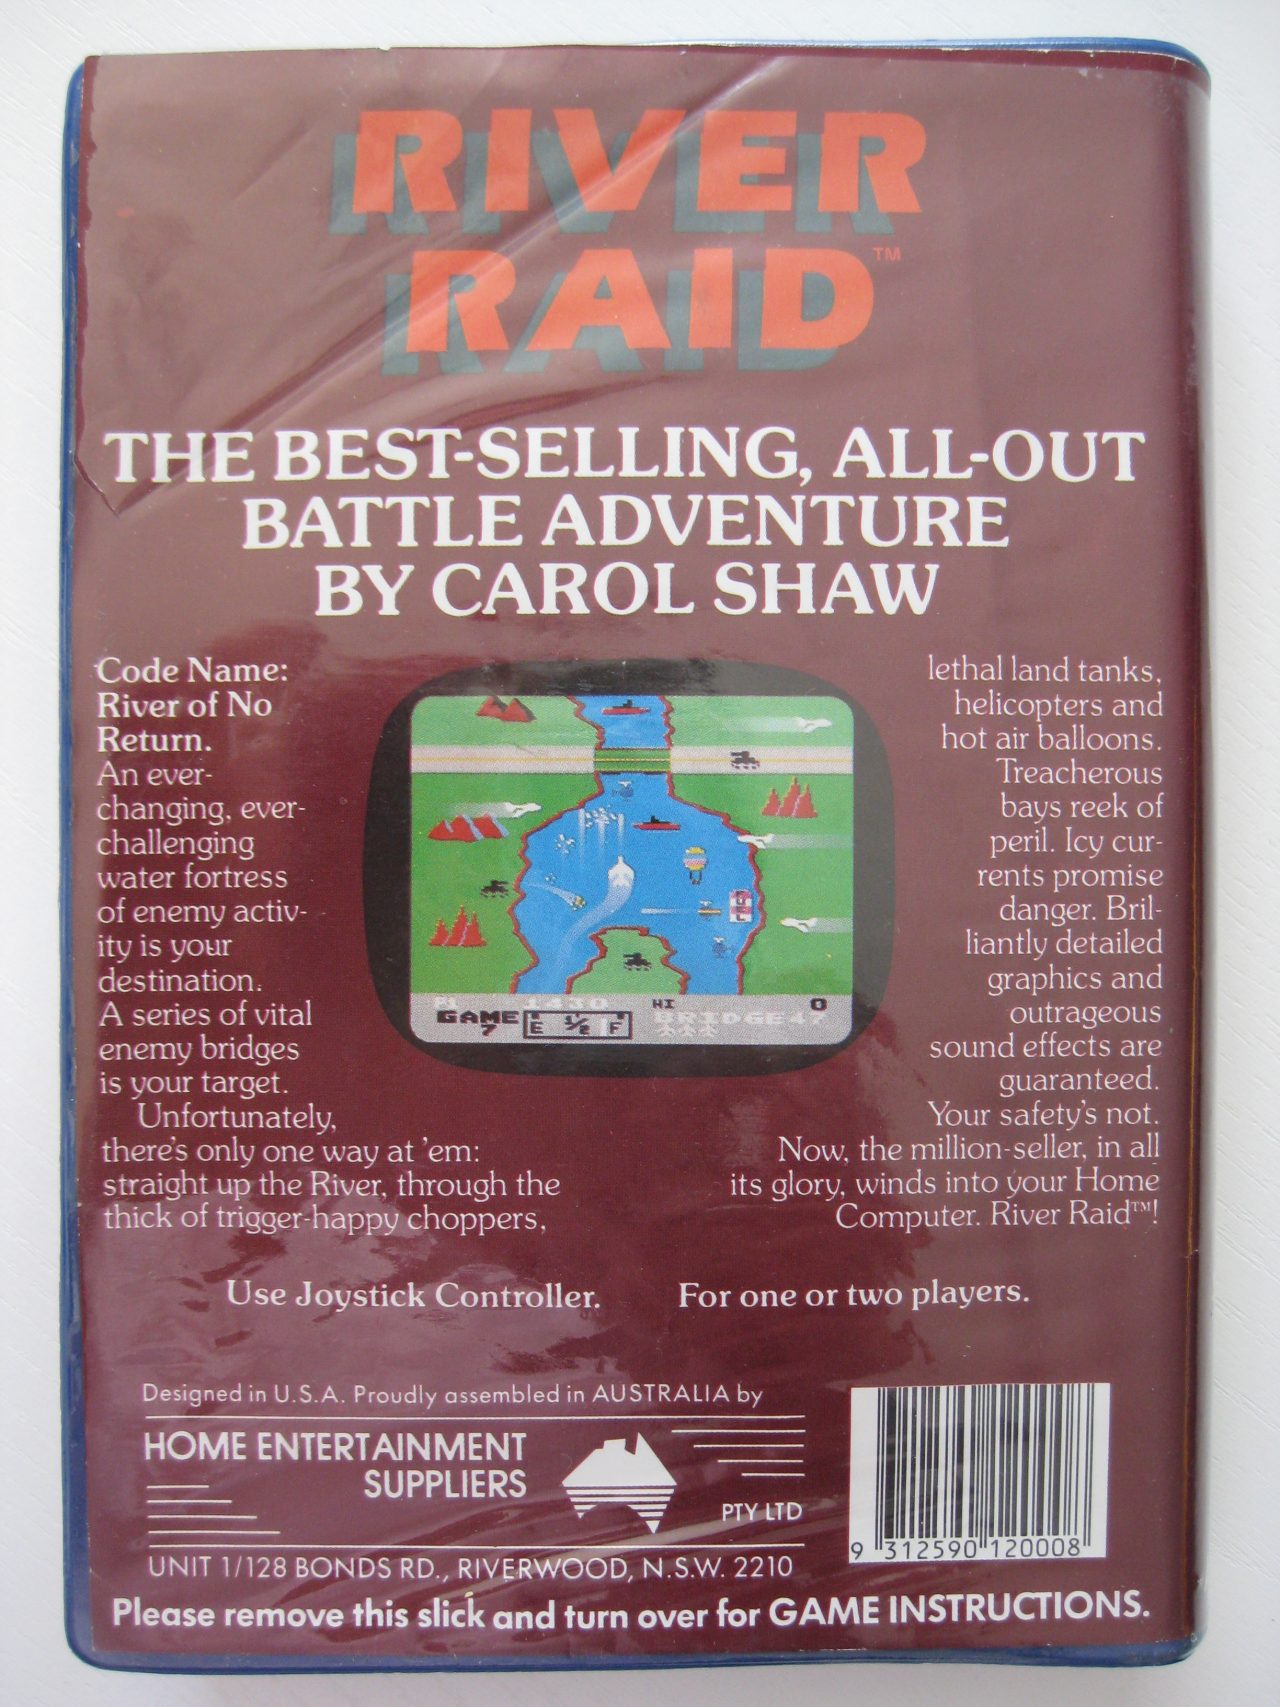 RIVER
RAID™
THE BEST-SELLING, ALL-OUT
BATTLE ADVENTURE
BY CAROL SHAW
Code Name:
River of No
Return.
An ever-
changing, ever-
challenging
water fortress
of enemy activ-
ity is your
destination.
A series of vital
enemy bridges
is your target.
Unfortunately,
there's only one way at 'em:
straight up the River, through the
thick of trigger-happy choppers,
FUEL
P1 1430 HI 0
GAME E ½ F BRIDGE 47
7
lethal land tanks,
helicopters and
hot air balloons.
Treacherous
bays reek of
peril. Icy cur-
rents promise
danger. Bril-
liantly detailed
graphics and
outrageous
sound effects are
guaranteed.
Your safety's not.
Now, the million-seller, in all
its glory, winds into your Home
Computer. River Raid™!
Use Joystick Controller. For one or two players.
Designed in U.S.A. Proudly assembled in AUSTRALIA by
HOME ENTERTAINMENT
SUPPLIERS
PTY LTD
UNIT 1/128 BONDS RD., RIVERWOOD, N.S.W. 2210
9 312590 120008
Please remove this slick and turn over for GAME INSTRUCTIONS.